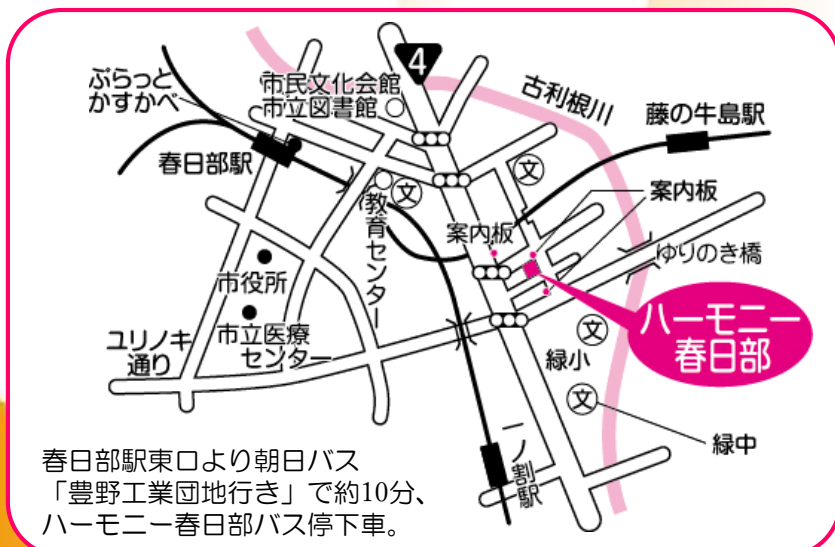 4
ぷらっと
かすかべ
市民文化会館
市立図書館
古利根川
藤の牛島駅
春日部駅
文
文
案内板
案内板
教育センター
ゆりのき橋
市役所
ハーモニー
春日部
市立医療
センター
ユリノキ
通り
文
緑小
文
緑中
一ノ割駅
春日部駅東口より朝日バス
「豊野工業団地行き」で約10分、
ハーモニー春日部バス停下車。